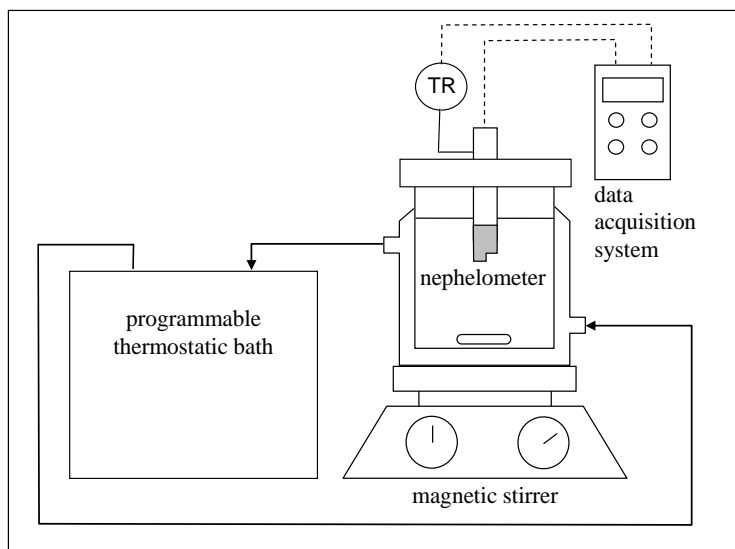 TR
data
acquisition
system
nephelometer
programmable
thermostatic bath
magnetic stirrer